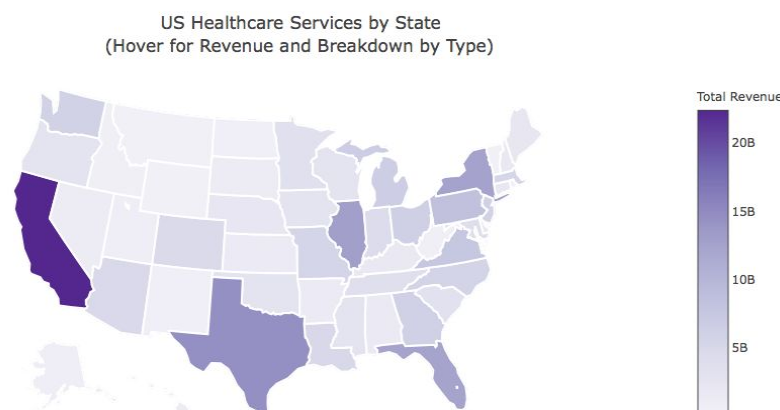 US Healthcare Services by State
(Hover for Revenue and Breakdown by Type)
Total Revenue
20B
15B
10B
5B